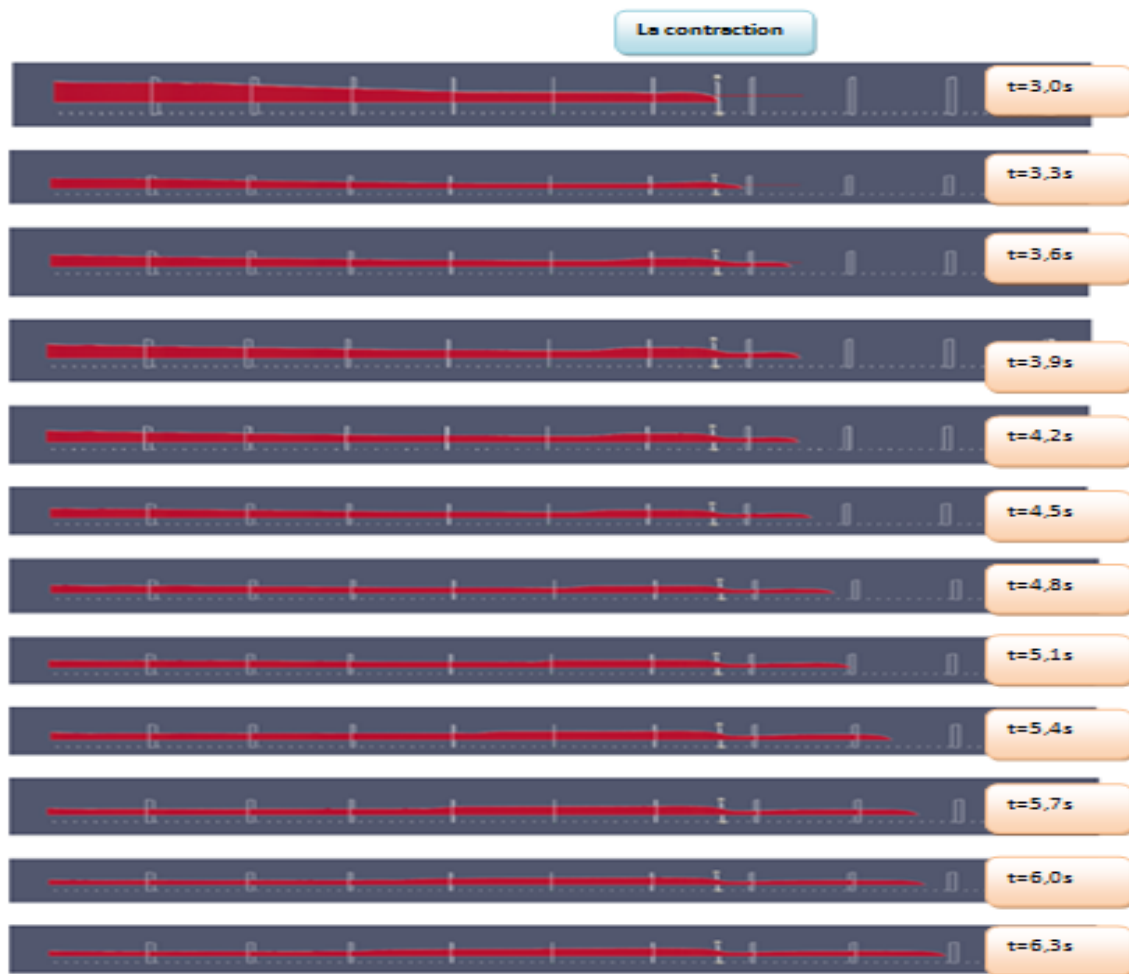 La contraction
t=3,0s
t=3,3s
t=3,6s
t=3,9s
t=4,2s
t=4,5s
t=4,8s
t=5,1s
t=5,4s
t=5,7s
t=6,0s
t=6,3s